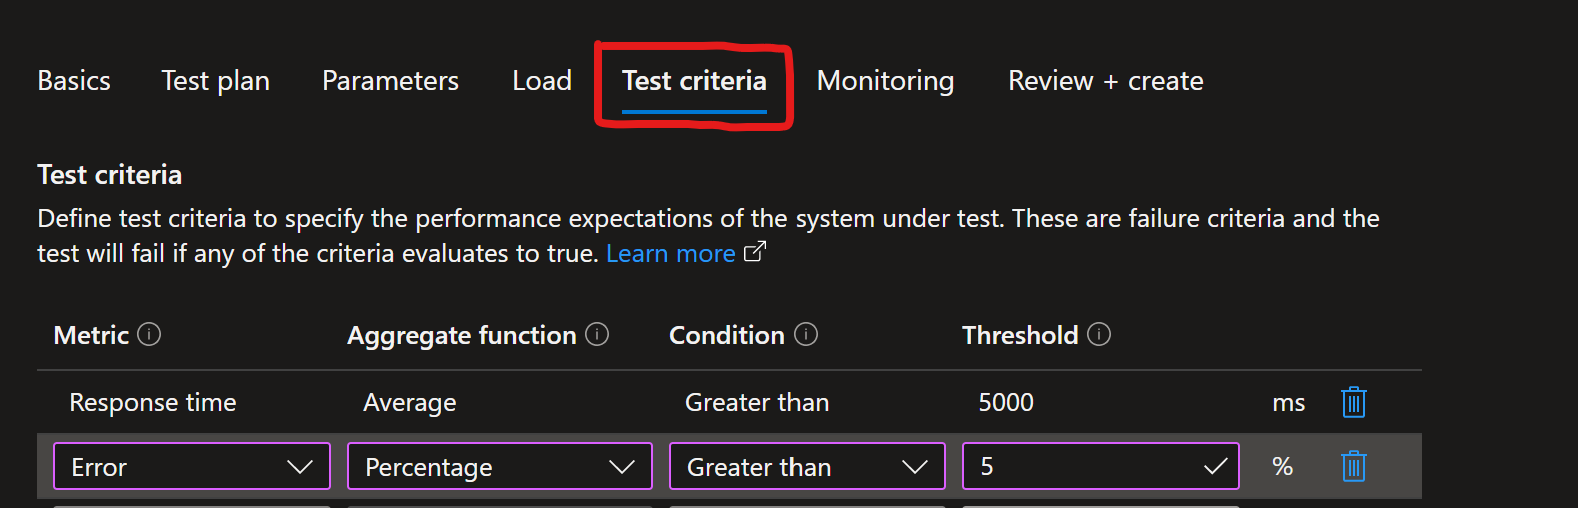 Basics Test plan Parameters Load Test criteria Monitoring Review + create
Test criteria
Define test criteria to specify the performance expectations of the system under test. These are failure criteria and the
test will fail if any of the criteria evaluates to true. Learn more
Metric Aggregate function Condition Threshold
Response time Average Greater than 5000 ms
Error Percentage Greater than 5 %